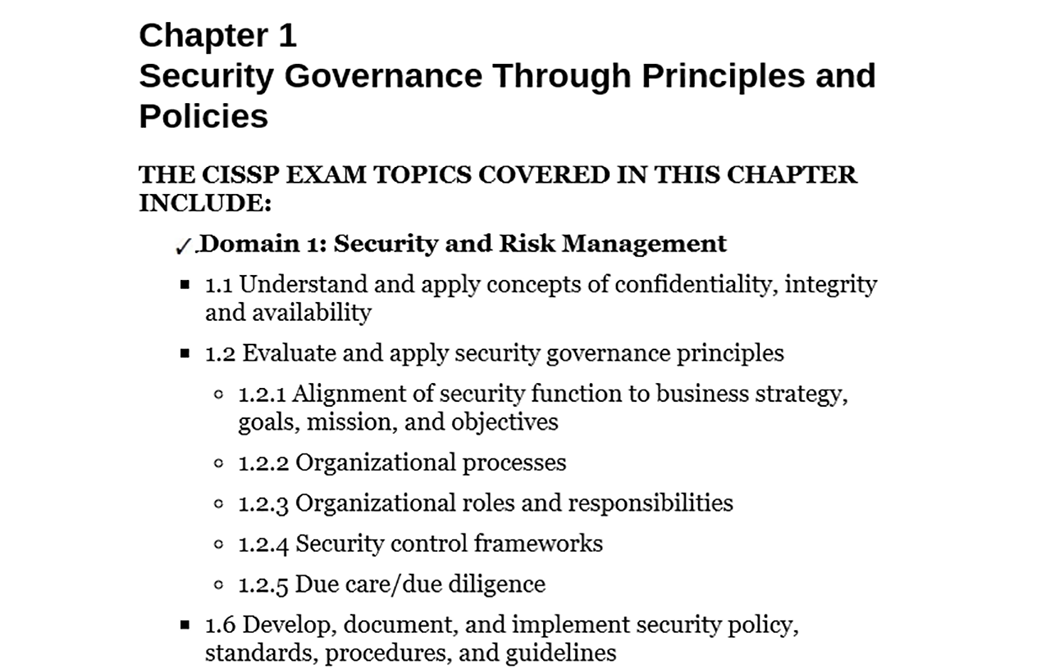 Chapter 1
Security Governance Through Principles and
Policies
THE CISSP EXAM TOPICS COVERED IN THIS CHAPTER
INCLUDE:
✓.Domain 1: Security and Risk Management
▪ 1.1 Understand and apply concepts of confidentiality, integrity
and availability
▪ 1.2 Evaluate and apply security governance principles
◦ 1.2.1 Alignment of security function to business strategy,
goals, mission, and objectives
◦ 1.2.2 Organizational processes
◦ 1.2.3 Organizational roles and responsibilities
◦ 1.2.4 Security control frameworks
◦ 1.2.5 Due care/due diligence
▪ 1.6 Develop, document, and implement security policy,
standards, procedures, and guidelines